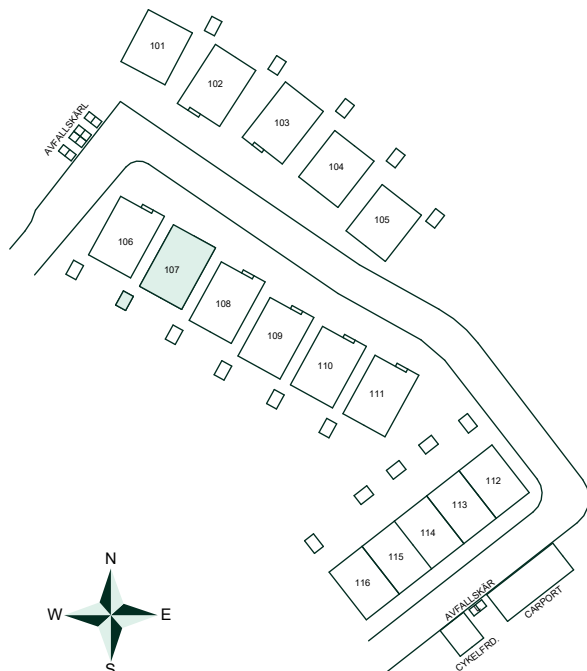 101
102
103
104
105
AVFALLSKÄRL
106
107
108
109
110
111
112
113
114
115
116
AVFALLSKÄR
CARPORT
CYKELFRD.
N
W
E
S